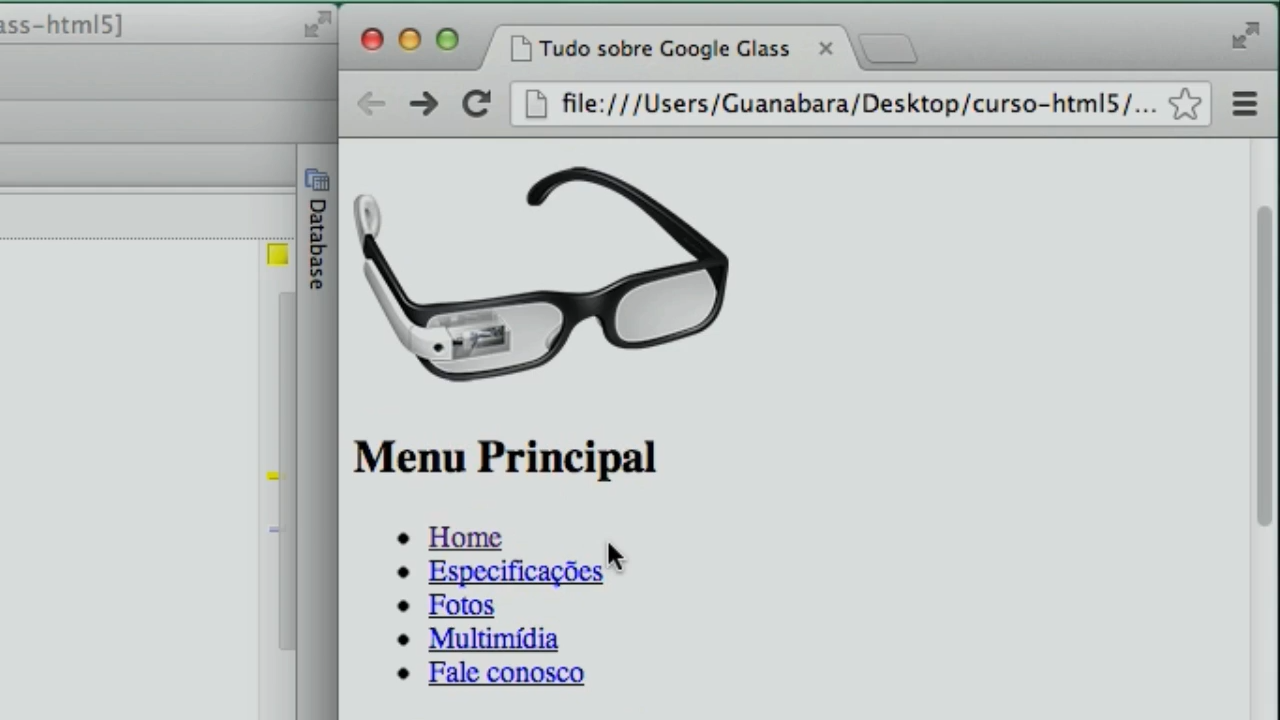 ass-html5]
Tudo sobre Google Glass
file:///Users/Guanabara/Desktop/curso-html5/...
Database
Menu Principal
Home
Especificações
Fotos
Multimídia
Fale conosco